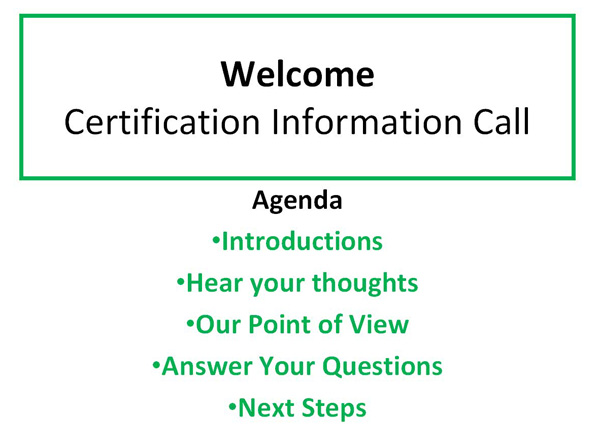 Welcome
Certification Information Call
Agenda
•Introductions
•Hear your thoughts
•Our Point of View
•Answer Your Questions
•Next Steps